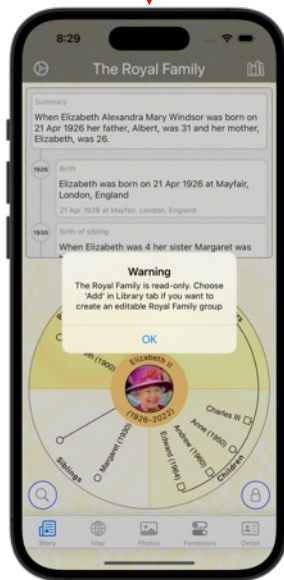 8:29
The Royal Family
Summary
When Elizabeth Alexandra Mary Windsor was born on
21 Apr 1926 her father, Albert, was 31 and her mother,
Elizabeth, was 26.
1926
Birth
Elizabeth was born on 21 Apr 1926 at Mayfair,
London, England
21 Apr 1926 at Mayfair, London, England
1930
Birth of sibling
When Elizabeth was 4 her sister Margaret was
Warning
The Royal Family is read-only. Choose
'Add' in Library tab if you want to
create an editable Royal Family group
OK
(1900)
Elizabeth II
(1926-2022)
Charles III
Anne (1950)
Andrew (1960)
Edward (1964)
Children
Margaret (1930)
Siblings
Story
Map
Photos
Forebears
Detail